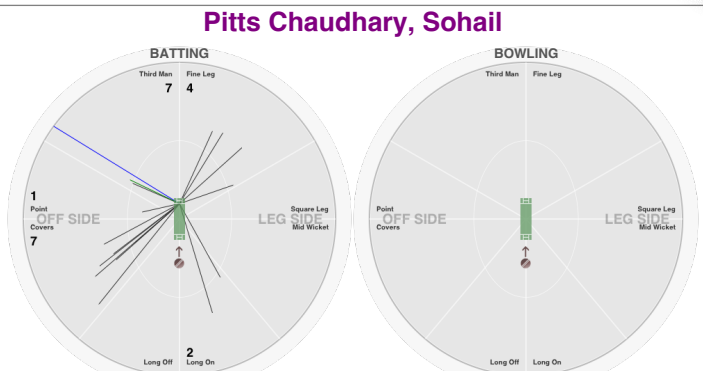 Pitts Chaudhary, Sohail
BATTING
Third Man
Fine Leg
7
4
1
Point
OFF SIDE
Covers
7
Square Leg
LEG SIDE
Mid Wicket
2
Long Off
Long On
BOWLING
Third Man
Fine Leg
Point
OFF SIDE
Covers
Square Leg
LEG SIDE
Mid Wicket
Long Off
Long On